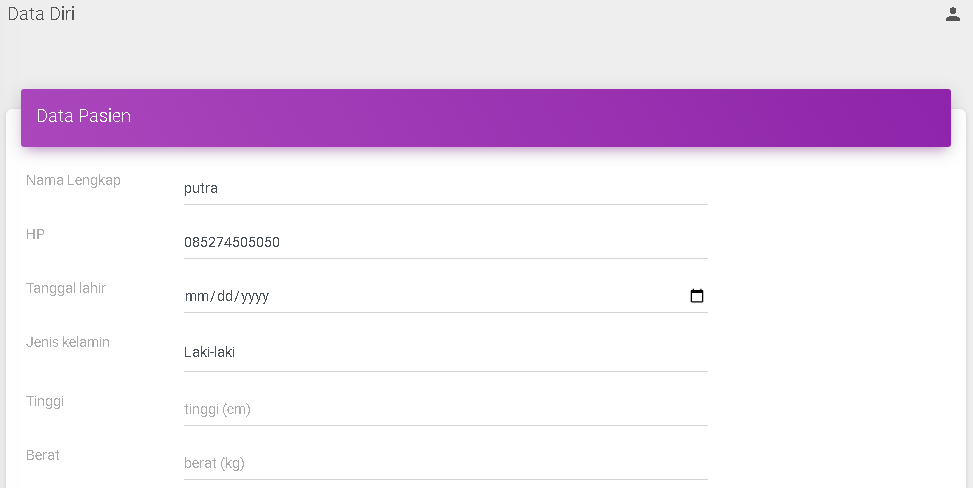 Data Diri
Data Pasien
Nama Lengkap
putra
HP
085274505050
Tanggal lahir
mm/dd/yyyy
Jenis kelamin
Laki-laki
Tinggi
tinggi (cm)
Berat
berat (kg)